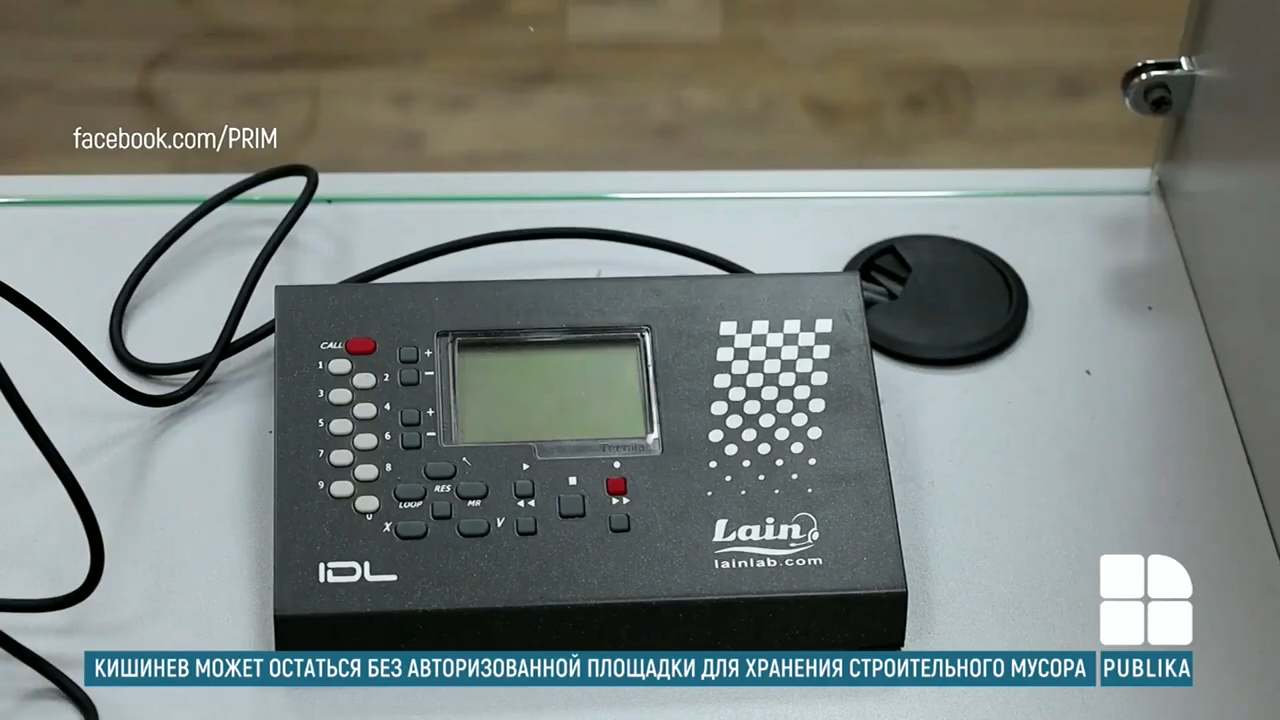 facebook.com/PRIM
CALL
1
2
3
4
5
6
7
8
9
0
+
−
+
−
RES
LOOP
MR
X
V
IDL
Lain
lainlab.com
КИШИНЕВ МОЖЕТ ОСТАТЬСЯ БЕЗ АВТОРИЗОВАННОЙ ПЛОЩАДКИ ДЛЯ ХРАНЕНИЯ СТРОИТЕЛЬНОГО МУСОРА
PUBLIKA